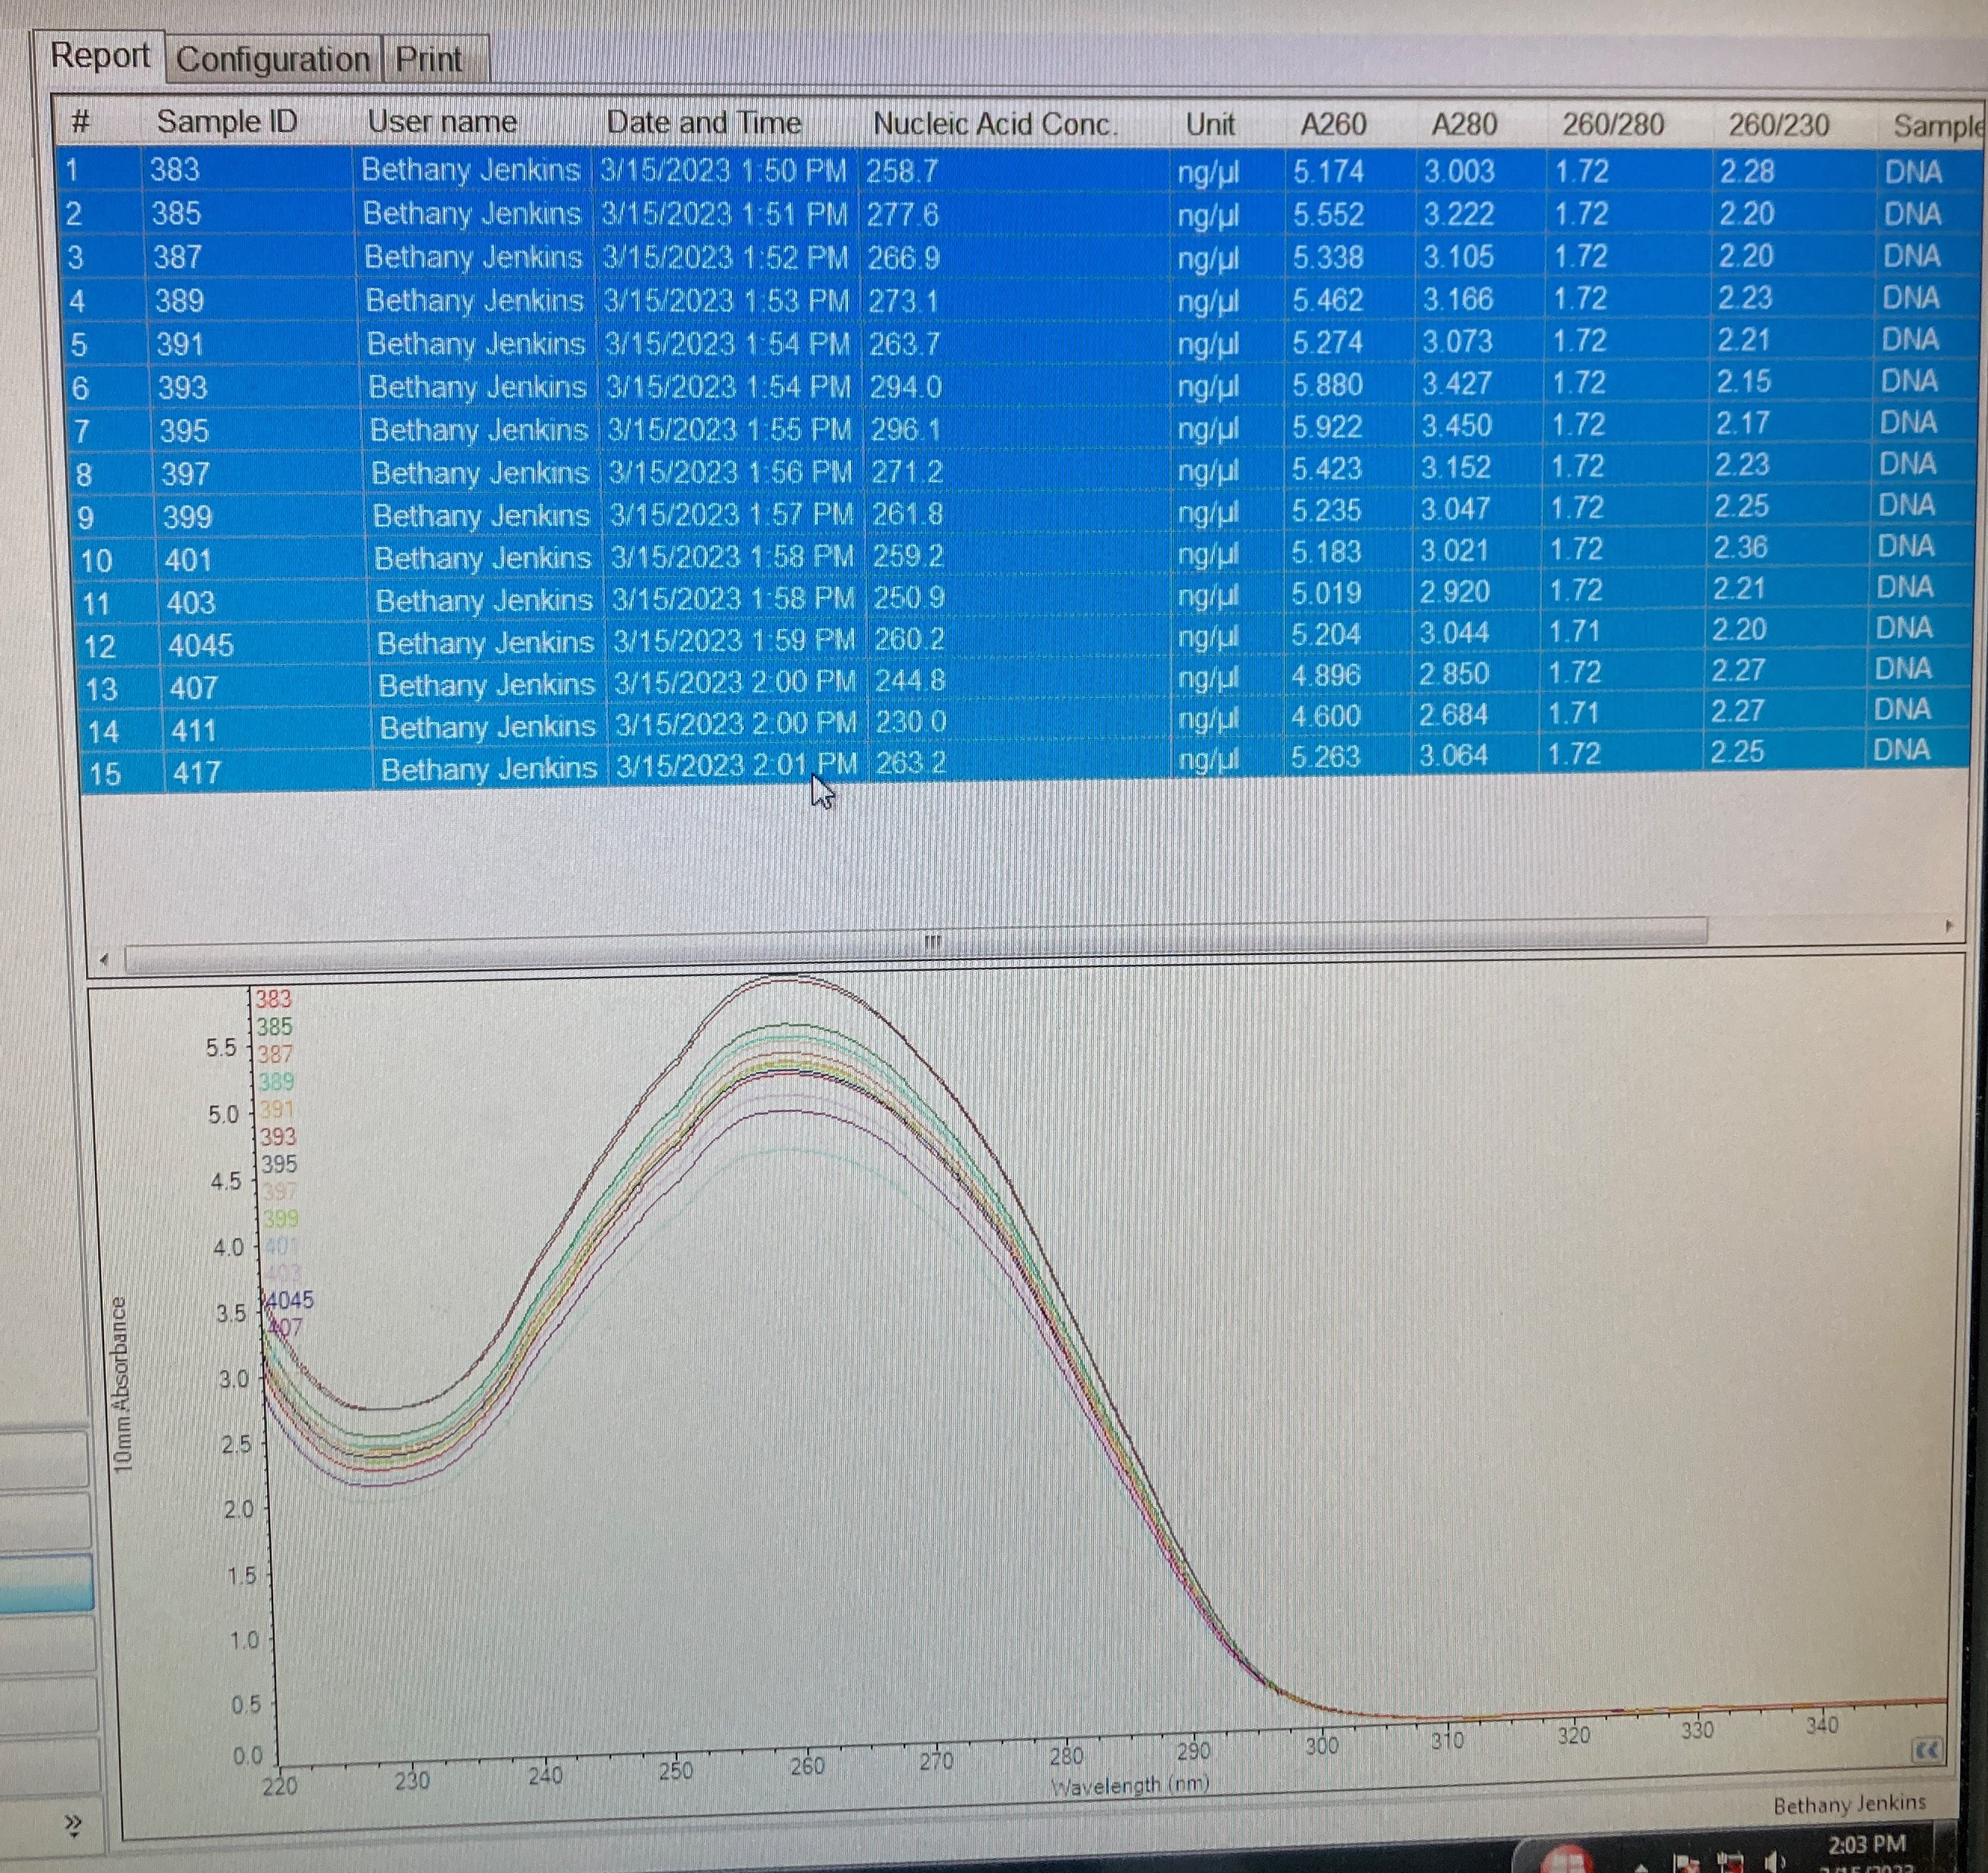 Report Configuration Print
# Sample ID User name Date and Time Nucleic Acid Conc. Unit A260 A280 260/280 260/230 Sample
1 383 Bethany Jenkins 3/15/2023 1:50 PM 258.7 ng/µl 5.174 3.003 1.72 2.28 DNA
2 385 Bethany Jenkins 3/15/2023 1:51 PM 277.6 ng/µl 5.552 3.222 1.72 2.20 DNA
3 387 Bethany Jenkins 3/15/2023 1:52 PM 266.9 ng/µl 5.338 3.105 1.72 2.20 DNA
4 389 Bethany Jenkins 3/15/2023 1:53 PM 273.1 ng/µl 5.462 3.166 1.72 2.23 DNA
5 391 Bethany Jenkins 3/15/2023 1:54 PM 263.7 ng/µl 5.274 3.073 1.72 2.21 DNA
6 393 Bethany Jenkins 3/15/2023 1:54 PM 294.0 ng/µl 5.880 3.427 1.72 2.15 DNA
7 395 Bethany Jenkins 3/15/2023 1:55 PM 296.1 ng/µl 5.922 3.450 1.72 2.17 DNA
8 397 Bethany Jenkins 3/15/2023 1:56 PM 271.2 ng/µl 5.423 3.152 1.72 2.23 DNA
9 399 Bethany Jenkins 3/15/2023 1:57 PM 261.8 ng/µl 5.235 3.047 1.72 2.25 DNA
10 401 Bethany Jenkins 3/15/2023 1:58 PM 259.2 ng/µl 5.183 3.021 1.72 2.36 DNA
11 403 Bethany Jenkins 3/15/2023 1:58 PM 250.9 ng/µl 5.019 2.920 1.72 2.21 DNA
12 4045 Bethany Jenkins 3/15/2023 1:59 PM 260.2 ng/µl 5.204 3.044 1.71 2.20 DNA
13 407 Bethany Jenkins 3/15/2023 2:00 PM 244.8 ng/µl 4.896 2.850 1.72 2.27 DNA
14 411 Bethany Jenkins 3/15/2023 2:00 PM 230.0 ng/µl 4.600 2.684 1.71 2.27 DNA
15 417 Bethany Jenkins 3/15/2023 2:01 PM 263.2 ng/µl 5.263 3.064 1.72 2.25 DNA
383
385
387
389
391
393
395
397
399
401
403
4045
407
5.5
5.0
4.5
4.0
3.5
3.0
2.5
2.0
1.5
1.0
0.5
0.0
10mm Absorbance
220 230 240 250 260 270 280 290 300 310 320 330 340
Wavelength (nm)
Bethany Jenkins
2:03 PM